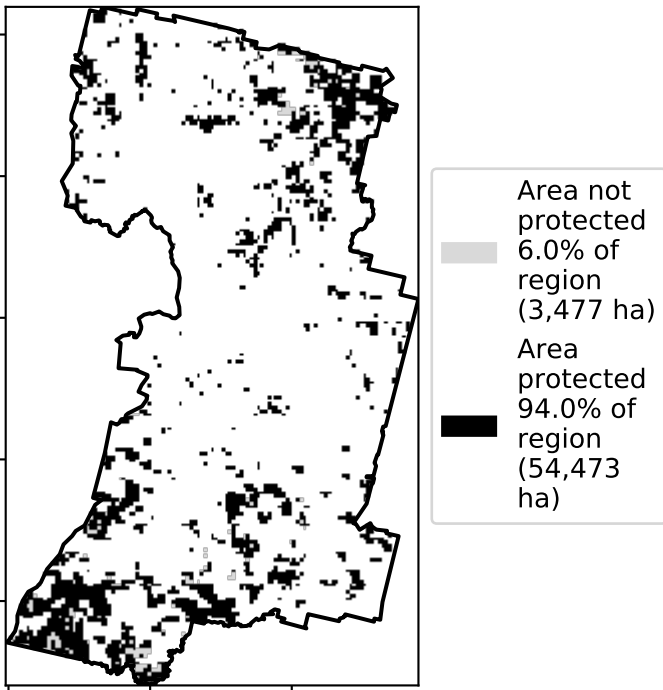 Area not
protected
6.0% of
region
(3,477 ha)
Area
protected
94.0% of
region
(54,473
ha)